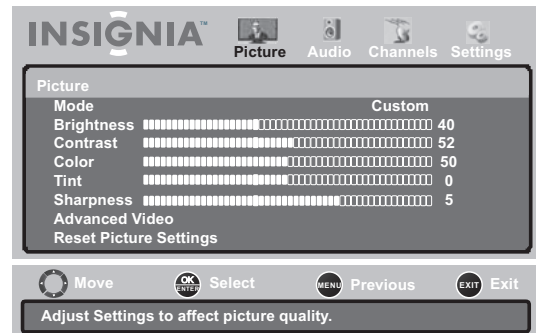 INSIGNIA™
Picture Audio Channels Settings
Picture
Mode Custom
Brightness 40
Contrast 52
Color 50
Tint 0
Sharpness 5
Advanced Video
Reset Picture Settings
Move OK ENTER Select MENU Previous EXIT Exit
Adjust Settings to affect picture quality.